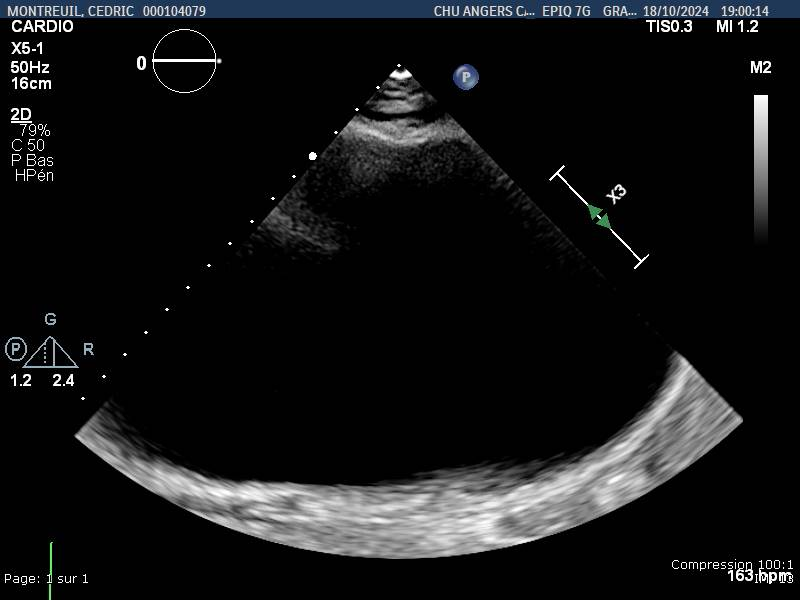 MONTREUIL, CEDRIC 000104079 CHU ANGERS C... EPIQ 7G GRA... 18/10/2024 19:00:14
CARDIO TIS0.3 MI 1.2
X5-1
50Hz
16cm
M2
0
P
2D
79%
C 50
P Bas
HPén
X3
G
P R
1.2 2.4
Compression 100:1
163 bpm
Page: 1 sur 1